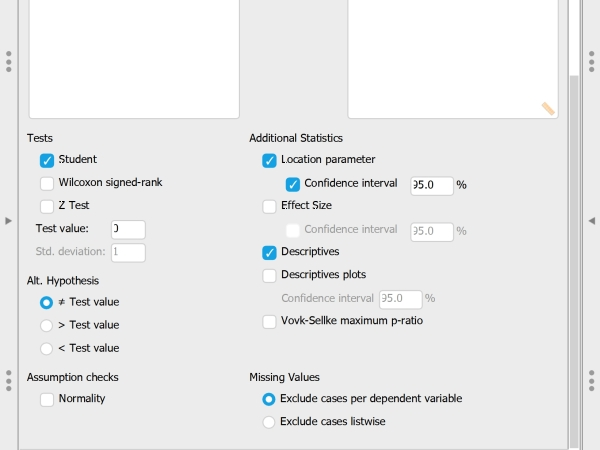 Tests
Student
Wilcoxon signed-rank
Z Test
Test value:
Std. deviation: 1
Alt. Hypothesis
≠ Test value
> Test value
< Test value
Assumption checks
Normality
Additional Statistics
Location parameter
Confidence interval 95.0 %
Effect Size
Confidence interval 95.0 %
Descriptives
Descriptives plots
Confidence interval 95.0 %
Vovk-Sellke maximum p-ratio
Missing Values
Exclude cases per dependent variable
Exclude cases listwise